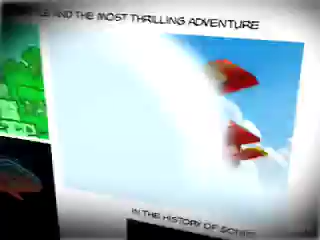 AND THE MOST THRILLING ADVENTURE
IN THE HISTORY OF